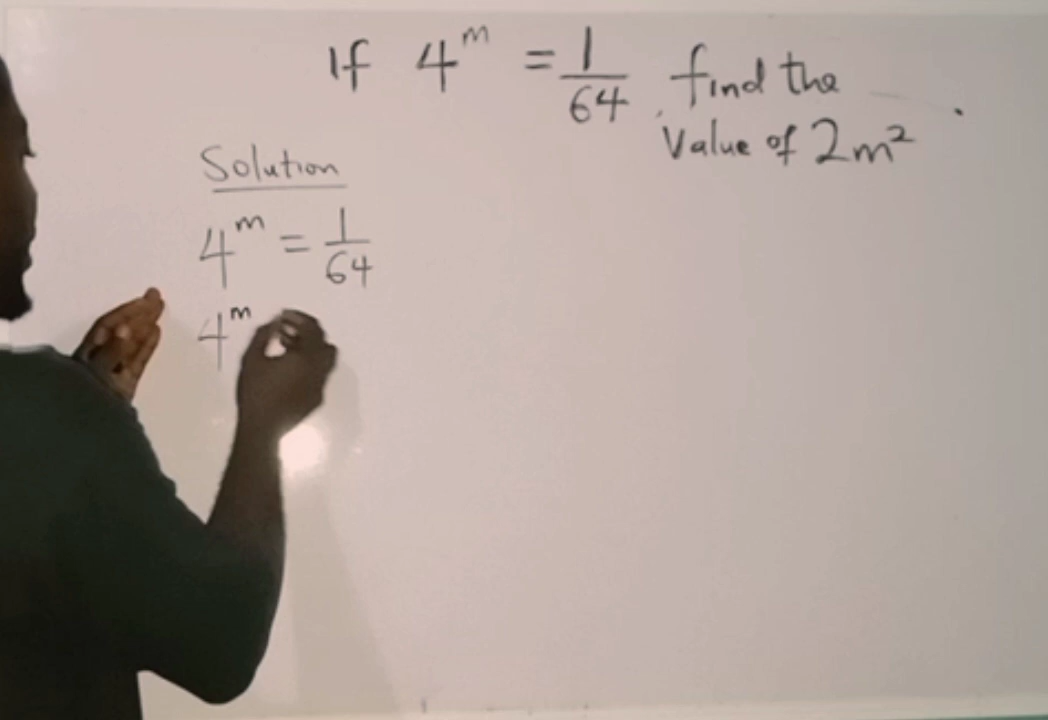 If 4^m = 1/64, find the
Value of 2m²
Solution
4^m = 1/64
4^m